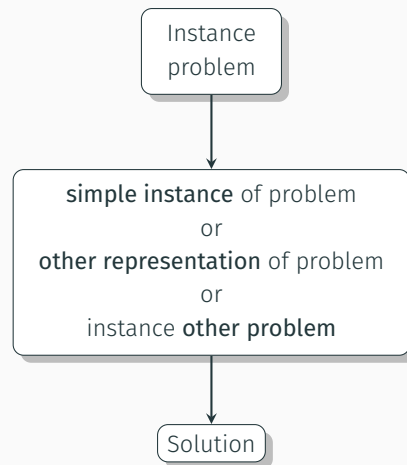 Instance
problem
simple instance of problem
or
other representation of problem
or
instance other problem
Solution